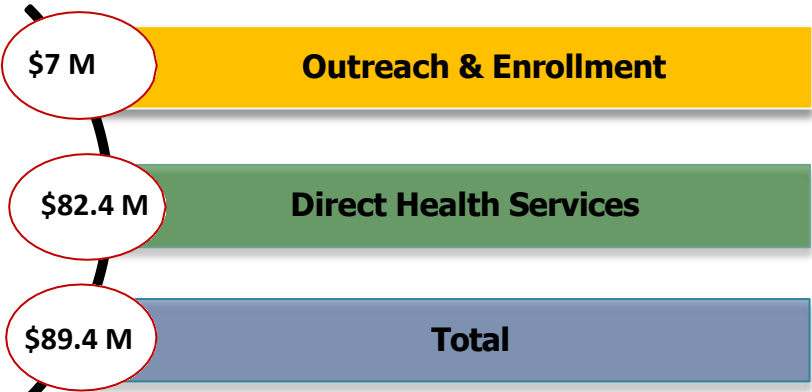 $7 M
Outreach & Enrollment
$82.4 M
Direct Health Services
$89.4 M
Total